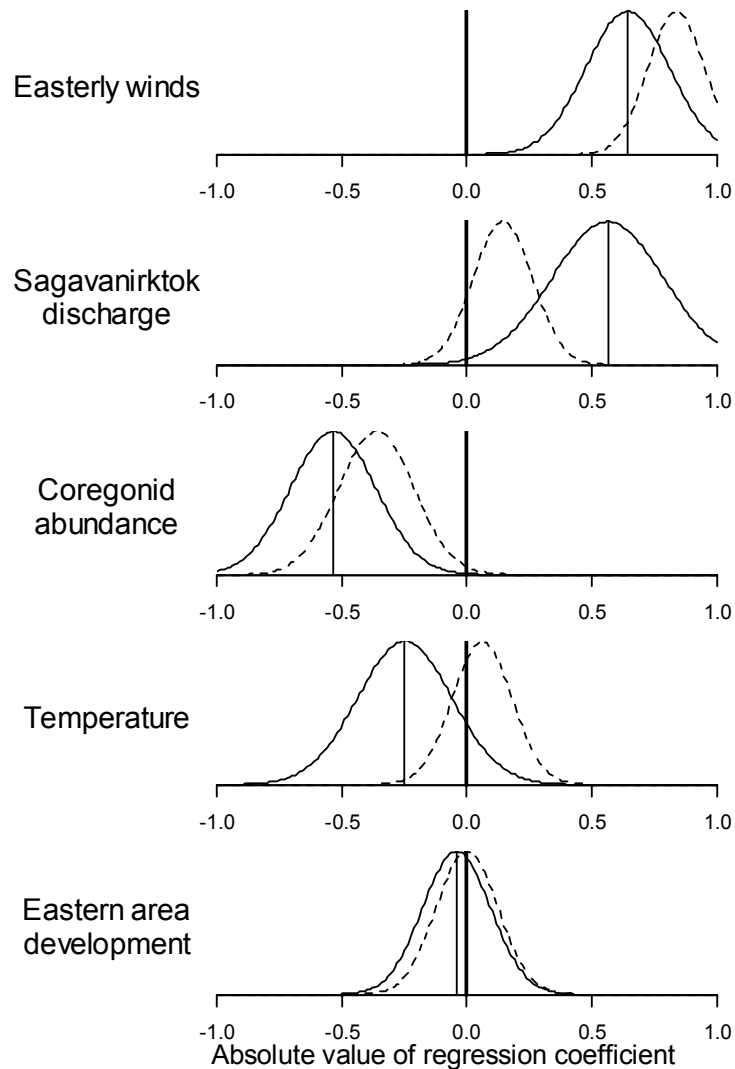 Easterly winds
-1.0 -0.5 0.0 0.5 1.0
Sagavanirktok
discharge
-1.0 -0.5 0.0 0.5 1.0
Coregonid
abundance
-1.0 -0.5 0.0 0.5 1.0
Temperature
-1.0 -0.5 0.0 0.5 1.0
Eastern area
development
-1.0 -0.5 0.0 0.5 1.0
Absolute value of regression coefficient